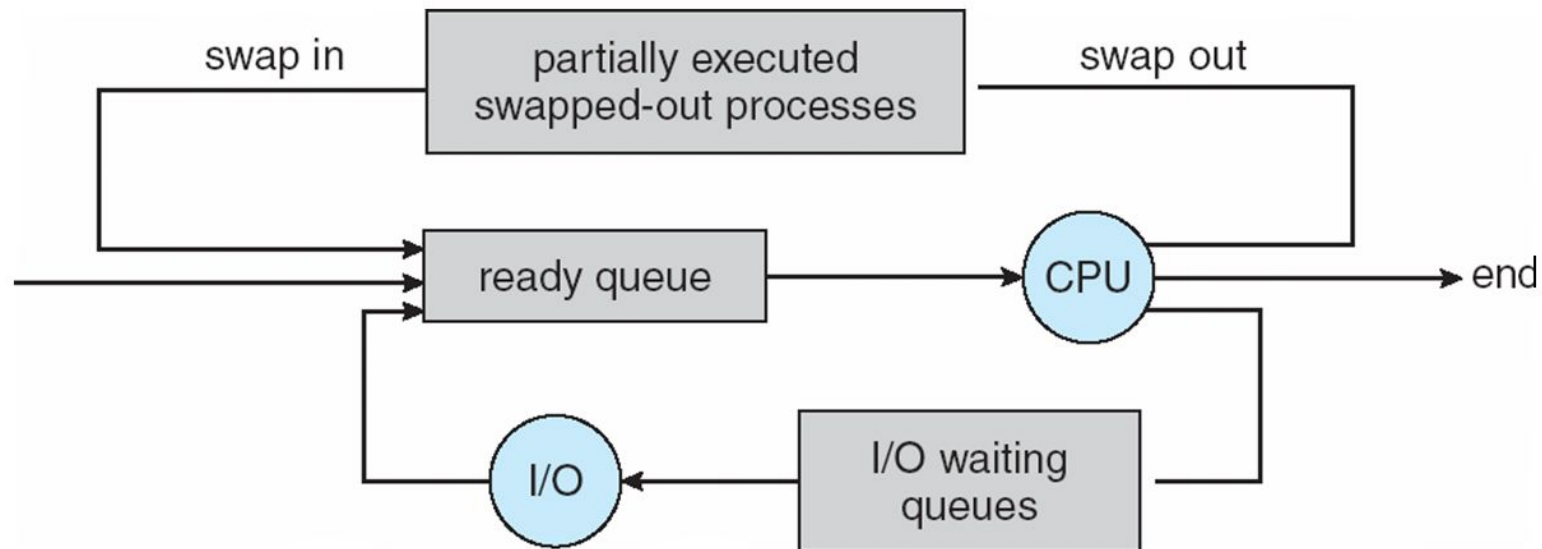 swap in
partially executed
swapped-out processes
swap out
ready queue
CPU
end
I/O
I/O waiting
queues